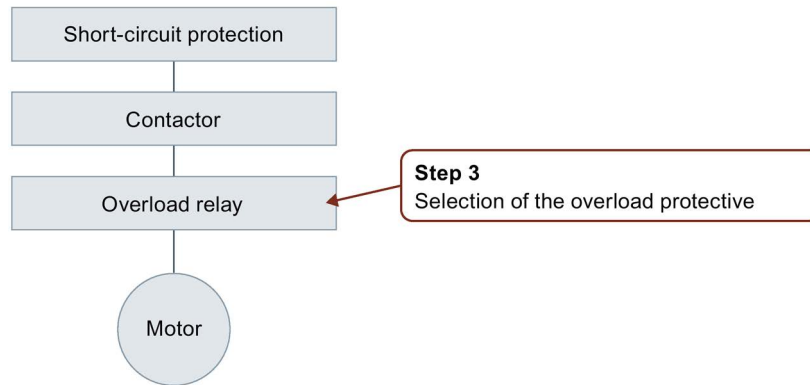 Short-circuit protection
Contactor
Overload relay
Step 3
Selection of the overload protective
Motor